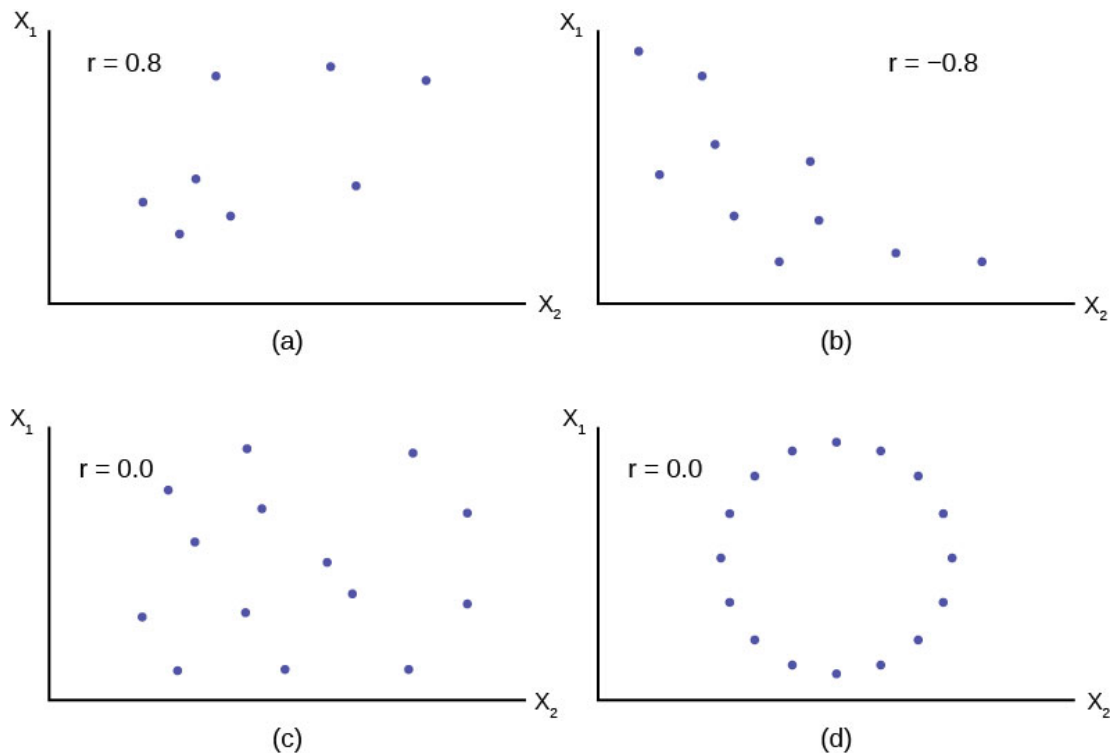 X₁
r = 0.8
X₂
(a)
X₁
r = −0.8
X₂
(b)
X₁
r = 0.0
X₂
(c)
X₁
r = 0.0
X₂
(d)